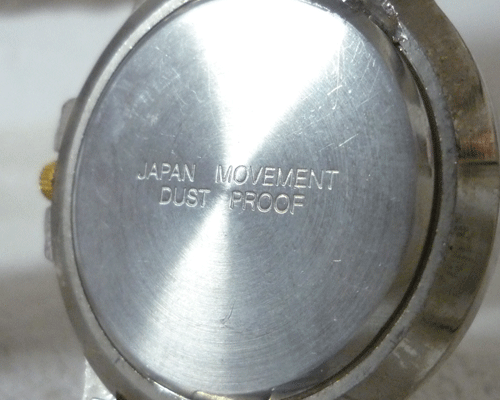 JAPAN MOVEMENT
DUST PROOF